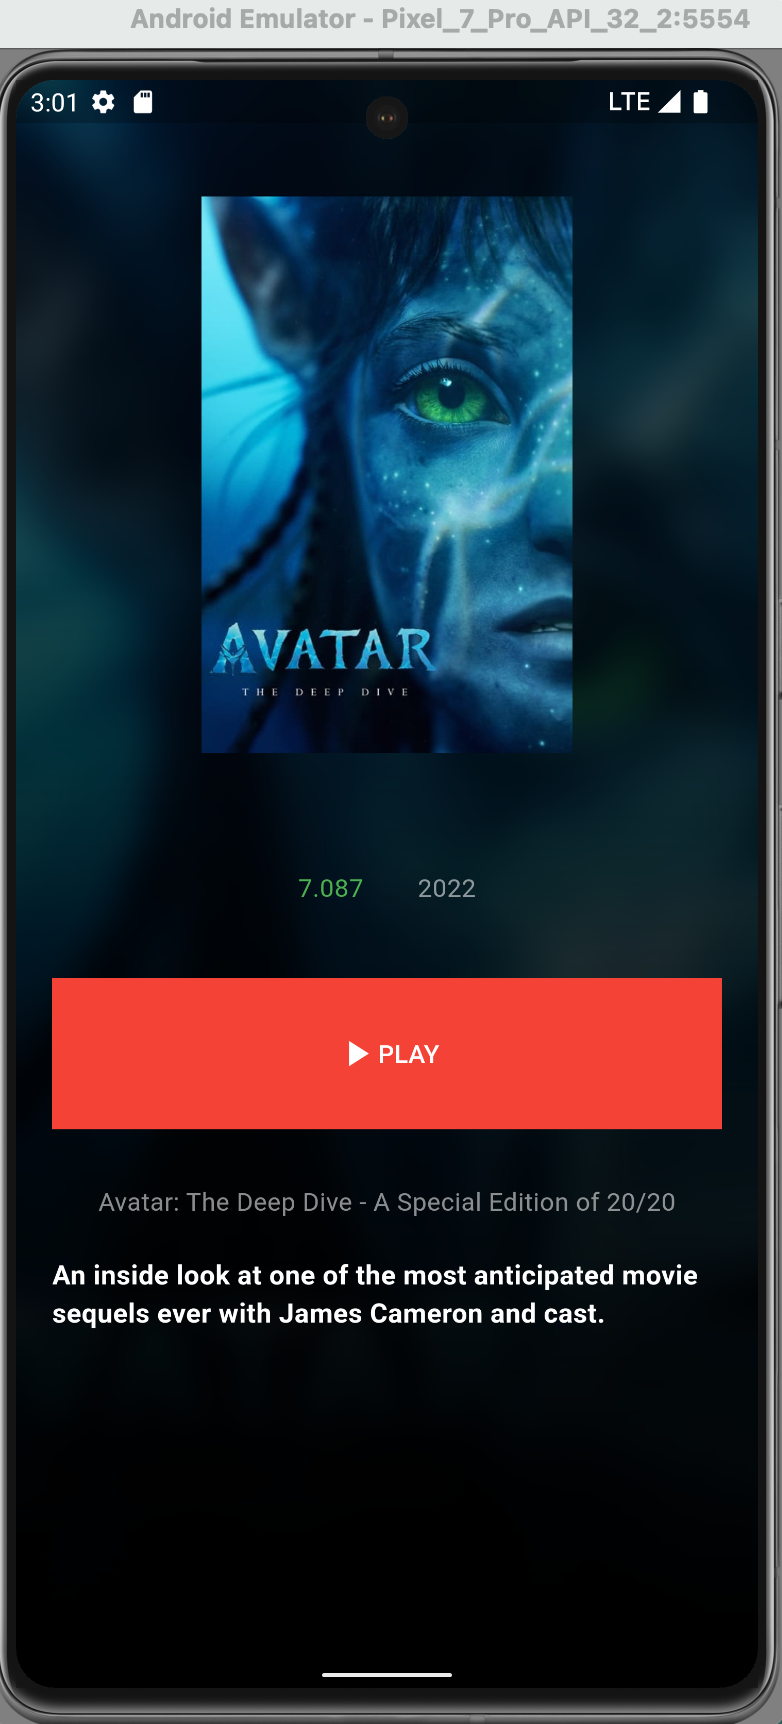 Android Emulator - Pixel_7_Pro_API_32_2:5554
3:01 LTE
AVATAR
THE DEEP DIVE
7.087 2022
PLAY
Avatar: The Deep Dive - A Special Edition of 20/20
An inside look at one of the most anticipated movie
sequels ever with James Cameron and cast.